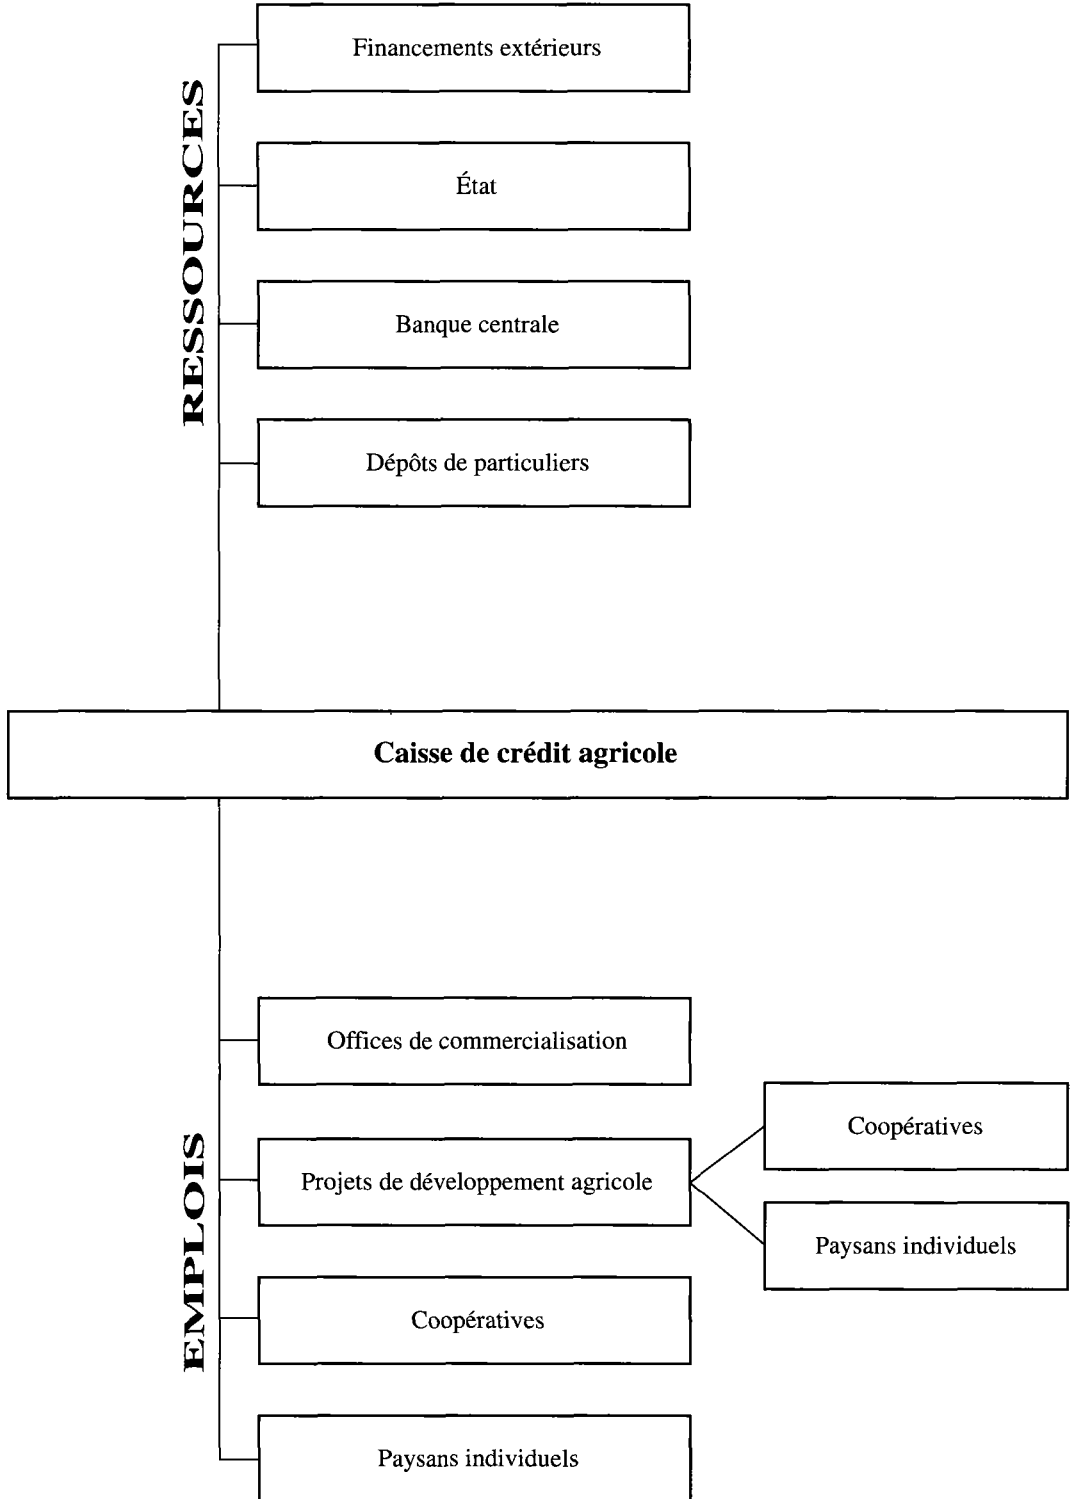 RESSOURCES
Financements extérieurs
État
Banque centrale
Dépôts de particuliers
Caisse de crédit agricole
EMPLOIS
Offices de commercialisation
Projets de développement agricole
Coopératives
Paysans individuels
Coopératives
Paysans individuels